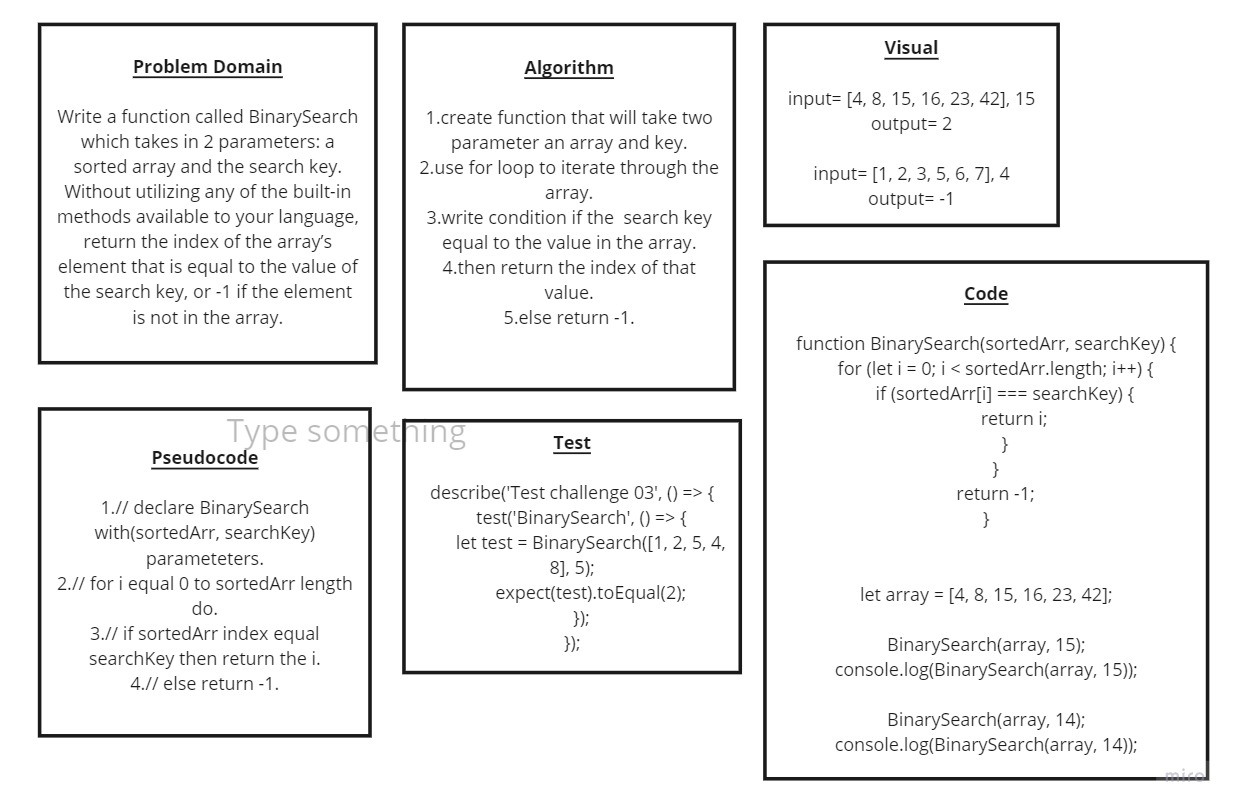 Problem Domain
Write a function called BinarySearch
which takes in 2 parameters: a
sorted array and the search key.
Without utilizing any of the built-in
methods available to your language,
return the index of the array’s
element that is equal to the value of
the search key, or -1 if the element
is not in the array.
Algorithm
1.create function that will take two
parameter an array and key.
2.use for loop to iterate through the
array.
3.write condition if the  search key
equal to the value in the array.
4.then return the index of that
value.
5.else return -1.
Visual
input= [4, 8, 15, 16, 23, 42], 15
output= 2
input= [1, 2, 3, 5, 6, 7], 4
output= -1
Type something
Pseudocode
1.// declare BinarySearch
with(sortedArr, searchKey)
parameteters.
2.// for i equal 0 to sortedArr length
do.
3.// if sortedArr index equal
searchKey then return the i.
4.// else return -1.
Test
describe('Test challenge 03', () => {
test('BinarySearch', () => {
let test = BinarySearch([1, 2, 5, 4,
8], 5);
expect(test).toEqual(2);
});
});
Code
function BinarySearch(sortedArr, searchKey) {
for (let i = 0; i < sortedArr.length; i++) {
if (sortedArr[i] === searchKey) {
return i;
}
}
return -1;
}
let array = [4, 8, 15, 16, 23, 42];
BinarySearch(array, 15);
console.log(BinarySearch(array, 15));
BinarySearch(array, 14);
console.log(BinarySearch(array, 14));
miro